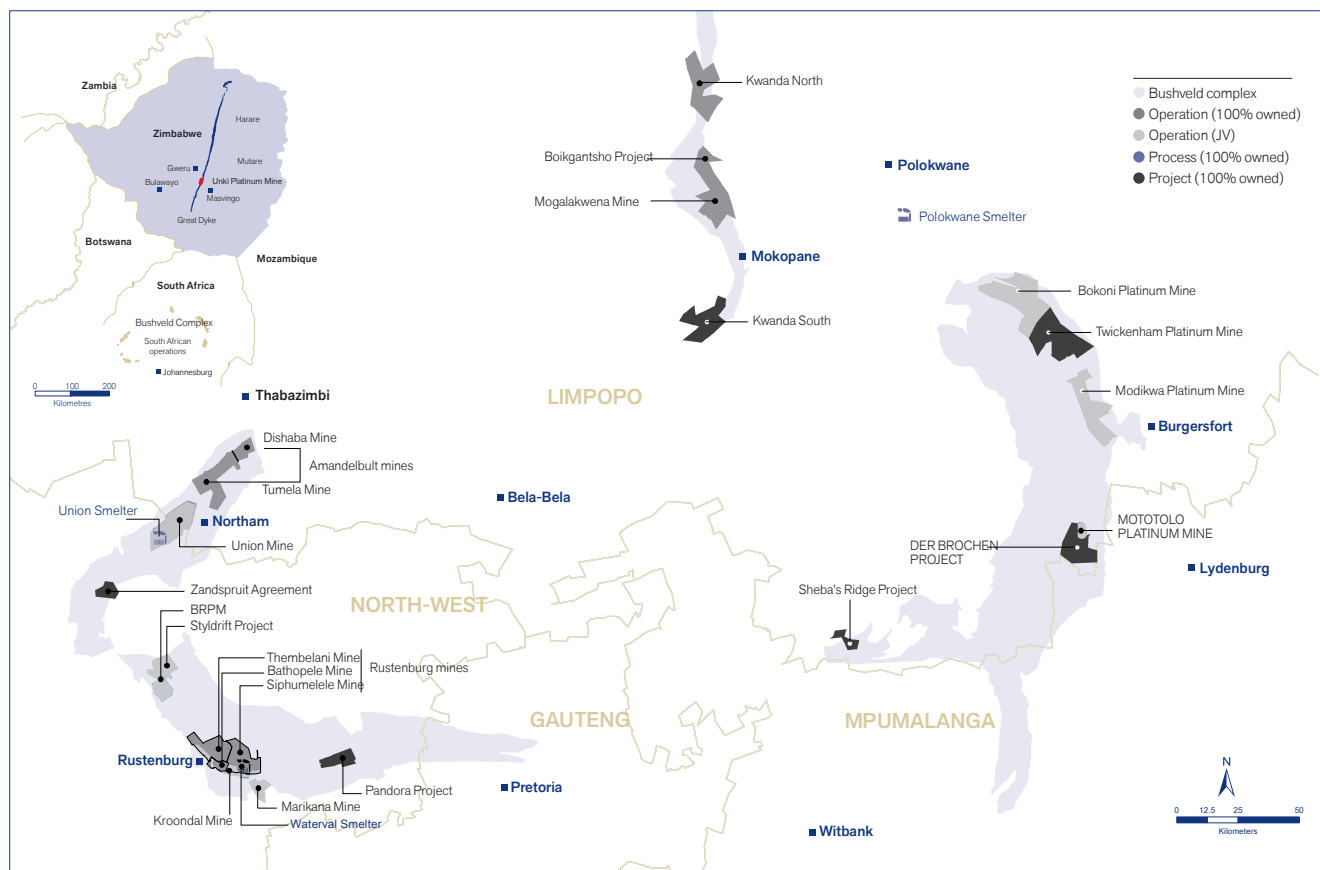 Zambia
Zimbabwe
Harare
Mutare
Gweru
Bulawayo
Unki Platinum Mine
Masvingo
Great Dyke
Botswana
Mozambique
South Africa
Bushveld Complex
South African
operations
Johannesburg
0 100 200
Kilometres
Kwanda North
Boikgantsho Project
Mogalakwena Mine
Mokopane
Kwanda South
Polokwane
Polokwane Smelter
Bushveld complex
Operation (100% owned)
Operation (JV)
Process (100% owned)
Project (100% owned)
Bokoni Platinum Mine
Twickenham Platinum Mine
Modikwa Platinum Mine
Burgersfort
MOTOTOLO
PLATINUM MINE
DER BROCHEN
PROJECT
Lydenburg
Sheba's Ridge Project
LIMPOPO
Thabazimbi
Dishaba Mine
Amandelbult mines
Tumela Mine
Bela-Bela
Union Smelter
Northam
Union Mine
Zandspruit Agreement
NORTH-WEST
BRPM
Styldrift Project
Thembelani Mine
Bathopele Mine
Siphumelele Mine
Rustenburg mines
GAUTENG
MPUMALANGA
Rustenburg
Pandora Project
Pretoria
Marikana Mine
Kroondal Mine
Waterval Smelter
Witbank
N
0 12.5 25 50
Kilometers